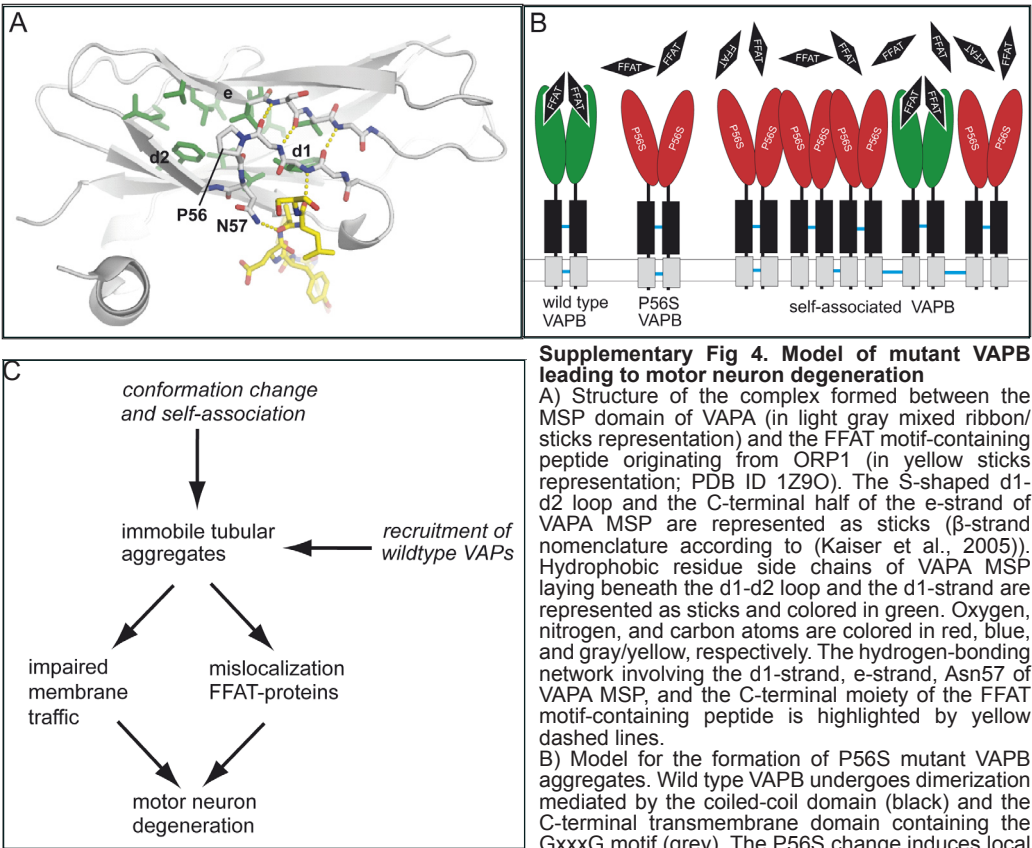 A
e
d2
d1
P56
N57
B
FFAT
FFAT
FFAT
FFAT
FFAT
FFAT
FFAT
FFAT
FFAT
FFAT
FFAT
FFAT
FFAT
FFAT
P56S
P56S
P56S
P56S
P56S
P56S
P56S
P56S
P56S
P56S
wild type
VAPB
P56S
VAPB
self-associated VAPB
C
conformation change
and self-association
immobile tubular
aggregates
recruitment of
wildtype VAPs
impaired
membrane
traffic
mislocalization
FFAT-proteins
motor neuron
degeneration
Supplementary Fig 4. Model of mutant VAPB
leading to motor neuron degeneration
A) Structure of the complex formed between the
MSP domain of VAPA (in light gray mixed ribbon/
sticks representation) and the FFAT motif-containing
peptide originating from ORP1 (in yellow sticks
representation; PDB ID 1Z9O). The S-shaped d1-
d2 loop and the C-terminal half of the e-strand of
VAPA MSP are represented as sticks (β-strand
nomenclature according to (Kaiser et al., 2005)).
Hydrophobic residue side chains of VAPA MSP
laying beneath the d1-d2 loop and the d1-strand are
represented as sticks and colored in green. Oxygen,
nitrogen, and carbon atoms are colored in red, blue,
and gray/yellow, respectively. The hydrogen-bonding
network involving the d1-strand, e-strand, Asn57 of
VAPA MSP, and the C-terminal moiety of the FFAT
motif-containing peptide is highlighted by yellow
dashed lines.
B) Model for the formation of P56S mutant VAPB
aggregates. Wild type VAPB undergoes dimerization
mediated by the coiled-coil domain (black) and the
C-terminal transmembrane domain containing the
GxxxG motif (grey). The P56S change induces local